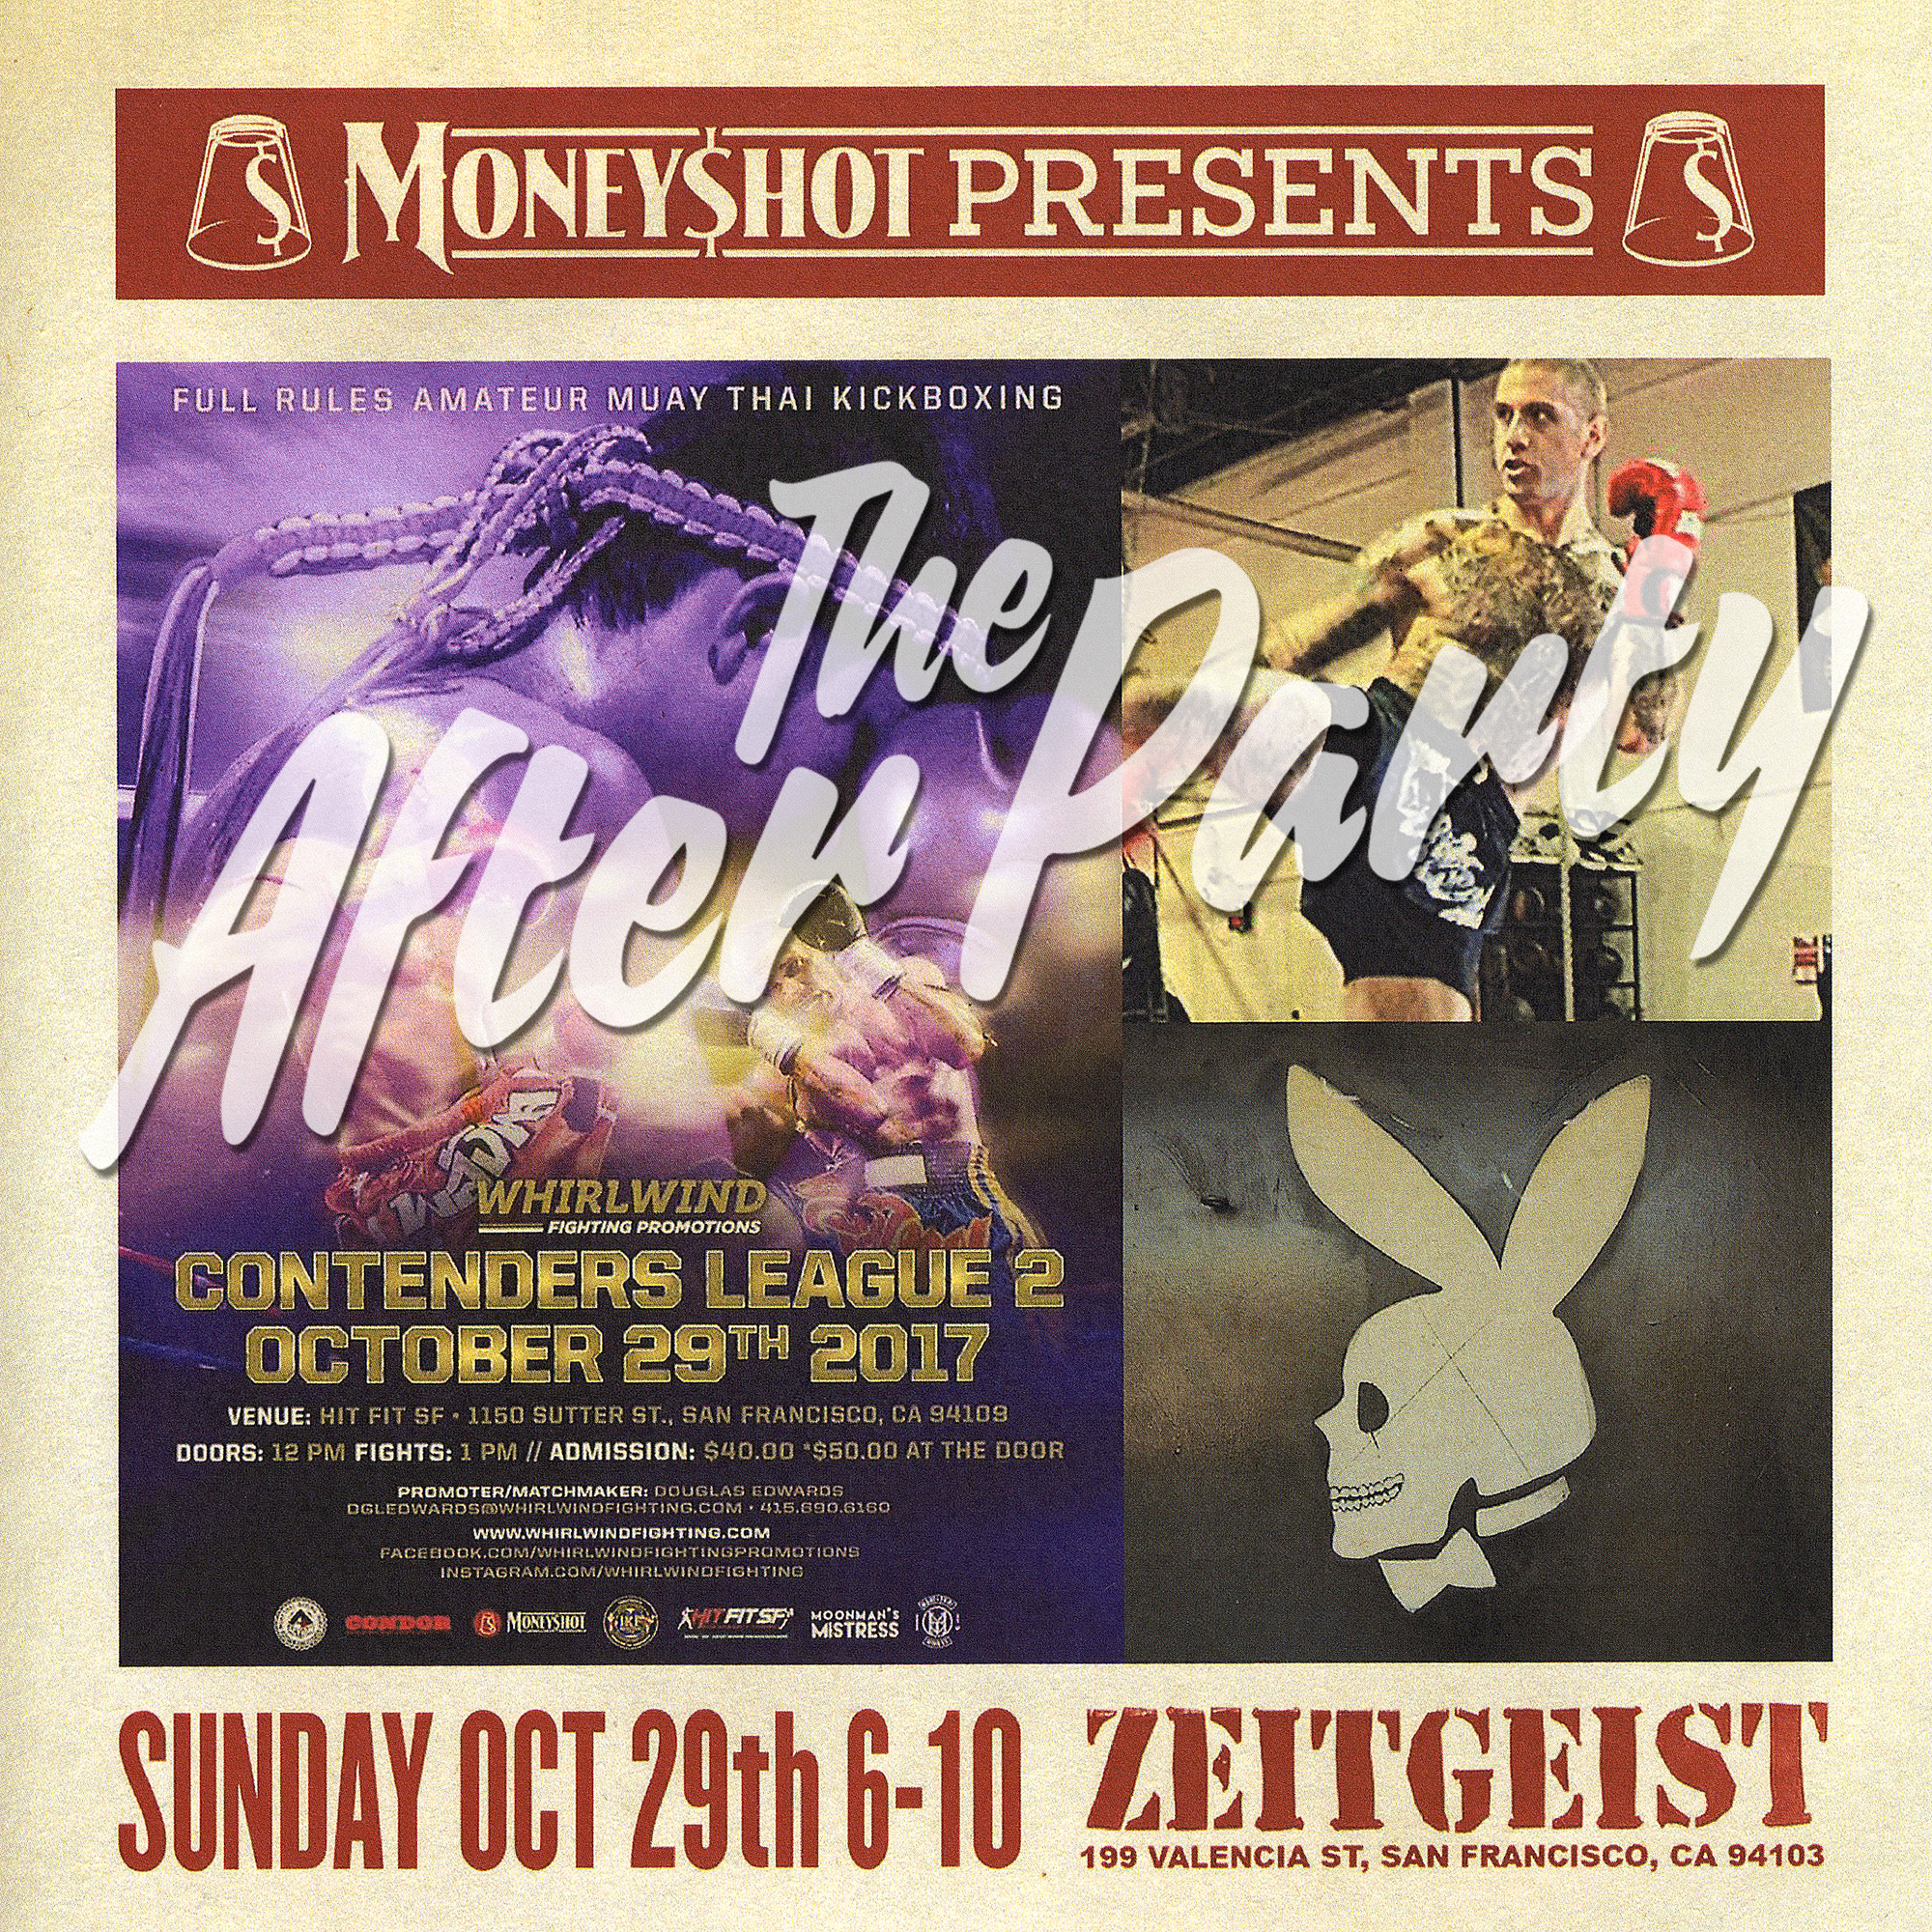 MONEY$HOT PRESENTS
FULL RULES AMATEUR MUAY THAI KICKBOXING
The
After Party
WHIRLWIND
FIGHTING PROMOTIONS
CONTENDERS LEAGUE 2
OCTOBER 29TH 2017
VENUE: HIT FIT SF • 1150 SUTTER ST., SAN FRANCISCO, CA 94109
DOORS: 12 PM FIGHTS: 1 PM // ADMISSION: $40.00 *$50.00 AT THE DOOR
PROMOTER/MATCHMAKER: DOUGLAS EDWARDS
DGLEDWARDS@WHIRLWINDFIGHTING.COM • 415.690.6160
WWW.WHIRLWINDFIGHTING.COM
FACEBOOK.COM/WHIRLWINDFIGHTINGPROMOTIONS
INSTAGRAM.COM/WHIRLWINDFIGHTING
CONDOR MONEYSHOT IKF HIT FIT SF MOONMAN'S MISTRESS
SUNDAY OCT 29th 6-10
ZEITGEIST
199 VALENCIA ST, SAN FRANCISCO, CA 94103